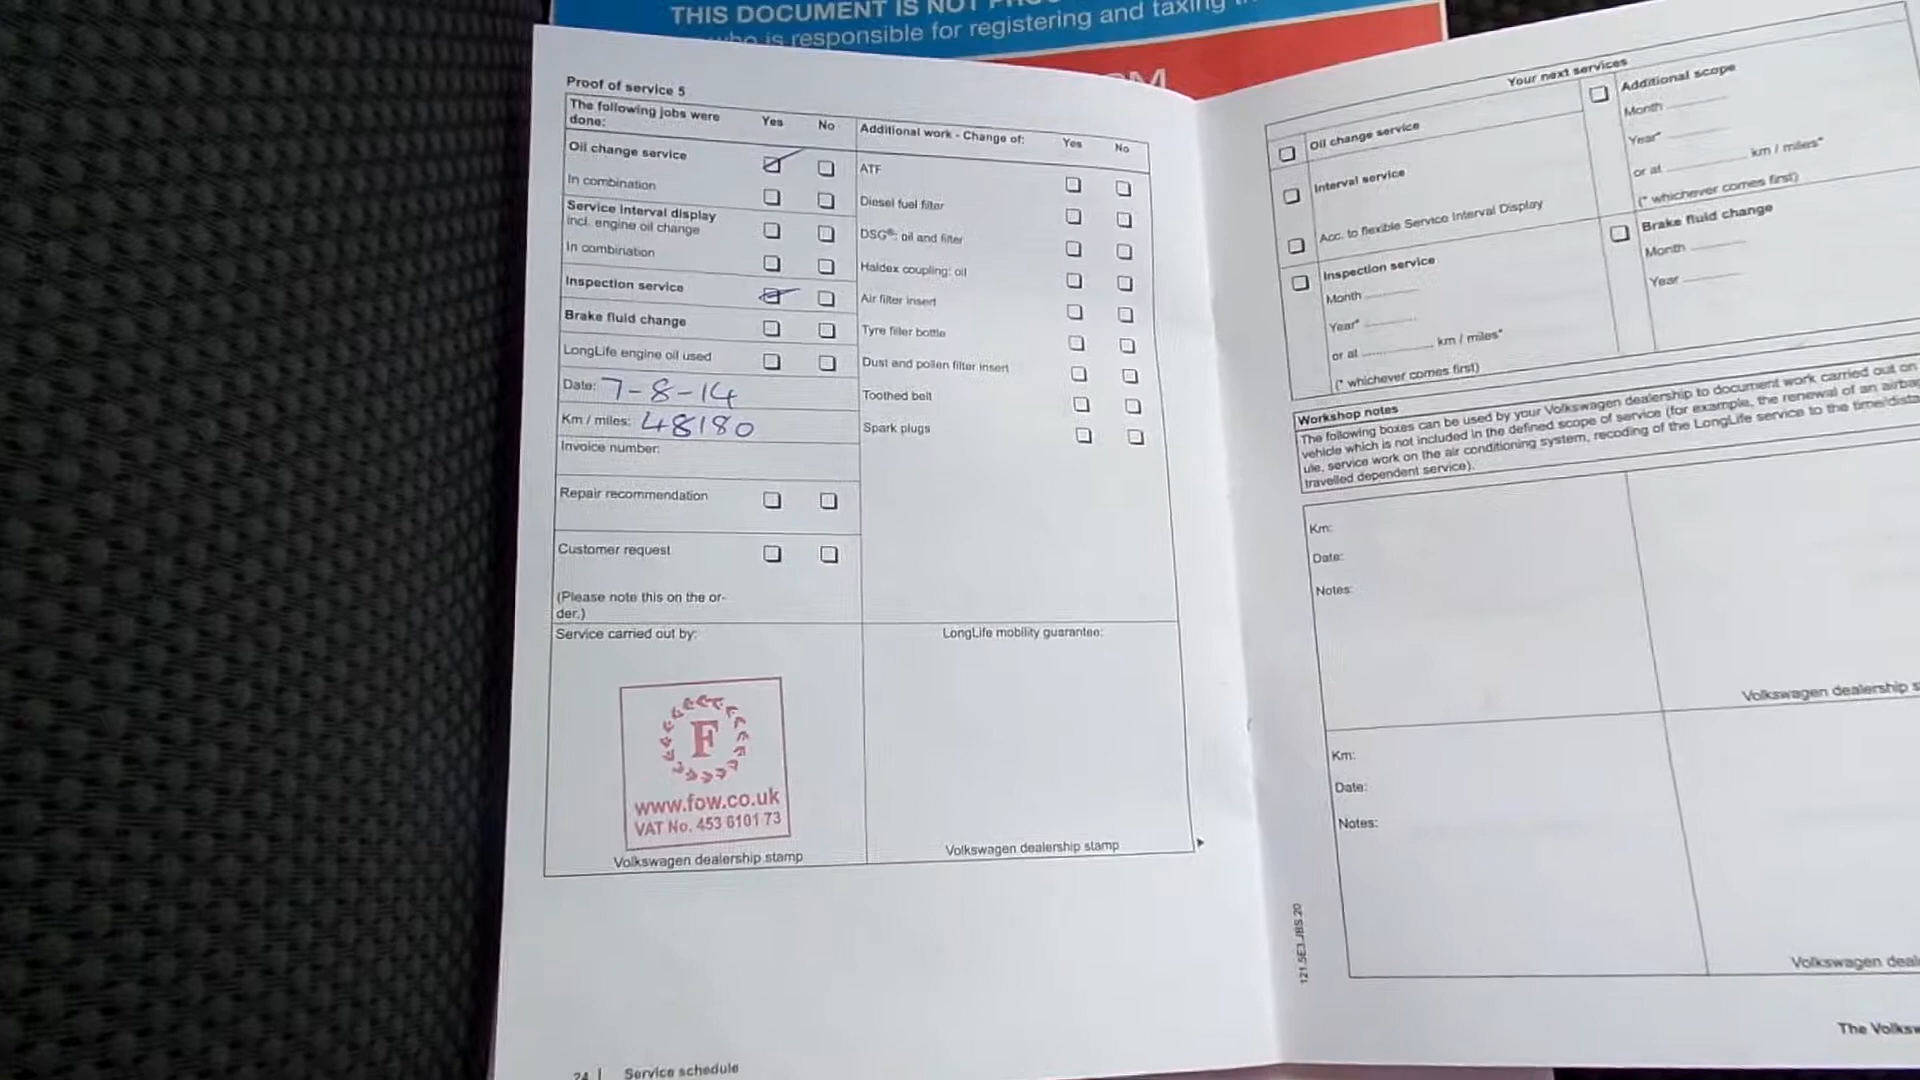 THIS DOCUMENT IS NOT
who is responsible for registering and taxing
Proof of service 5
The following jobs were
done:
Yes
No
Oil change service
In combination
Service interval display
incl. engine oil change
In combination
Inspection service
Brake fluid change
LongLife engine oil used
Date: 7-8-14
Km / miles: 48180
Invoice number:
Repair recommendation
Customer request
(Please note this on the or-
der.)
Additional work - Change of:
Yes
No
ATF
Diesel fuel filter
DSG®: oil and filter
Haldex coupling: oil
Air filter insert
Tyre filler bottle
Dust and pollen filter insert
Toothed belt
Spark plugs
Service carried out by:
F
www.fow.co.uk
VAT No. 453 6101 73
Volkswagen dealership stamp
LongLife mobility guarantee:
Volkswagen dealership stamp
24 | Service schedule
Your next services
Oil change service
Interval service
Acc. to flexible Service Interval Display
Inspection service
Month ............
Year* ............
or at ................ km / miles*
(* whichever comes first)
Additional scope
Month ............
Year* ............
or at ................ km / miles*
(* whichever comes first)
Brake fluid change
Month ............
Year ............
Workshop notes
The following boxes can be used by your Volkswagen dealership to document work carried out on
vehicle which is not included in the defined scope of service (for example, the renewal of an
ule, service work on the air conditioning system, recoding of the LongLife service to the
travelled dependent service).
Km:
Date:
Notes:
Volkswagen dealership
Km:
Date:
Notes:
Volkswagen
121.5E3.JBS.20
The